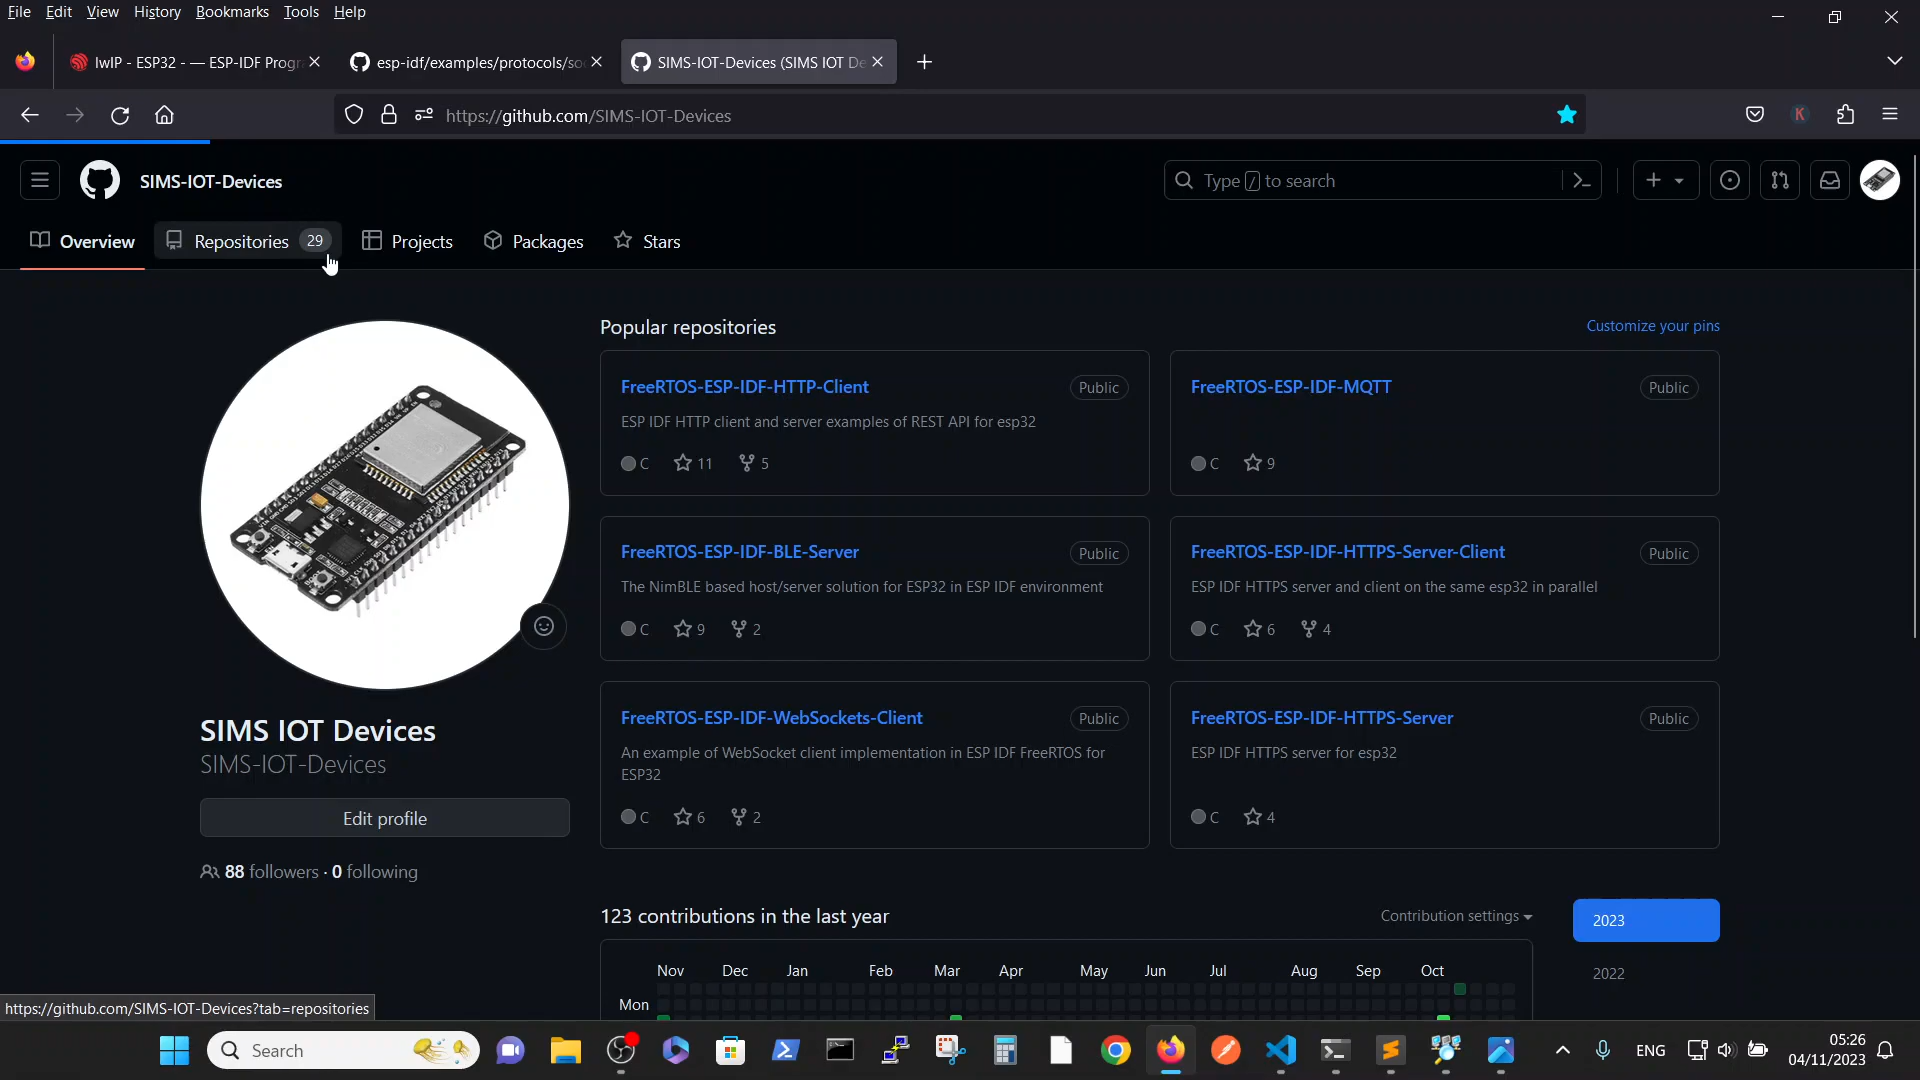 File Edit View History Bookmarks Tools Help
lwIP - ESP32 - — ESP-IDF Progr
esp-idf/examples/protocols/so
SIMS-IOT-Devices (SIMS IOT De
https://github.com/SIMS-IOT-Devices
K
SIMS-IOT-Devices
Type / to search
Overview
Repositories 29
Projects
Packages
Stars
Popular repositories
Customize your pins
FreeRTOS-ESP-IDF-HTTP-Client
Public
ESP IDF HTTP client and server examples of REST API for esp32
C 11 5
FreeRTOS-ESP-IDF-MQTT
Public
C 9
FreeRTOS-ESP-IDF-BLE-Server
Public
The NimBLE based host/server solution for ESP32 in ESP IDF environment
C 9 2
FreeRTOS-ESP-IDF-HTTPS-Server-Client
Public
ESP IDF HTTPS server and client on the same esp32 in parallel
C 6 4
FreeRTOS-ESP-IDF-WebSockets-Client
Public
An example of WebSocket client implementation in ESP IDF FreeRTOS for
ESP32
C 6 2
FreeRTOS-ESP-IDF-HTTPS-Server
Public
ESP IDF HTTPS server for esp32
C 4
SIMS IOT Devices
SIMS-IOT-Devices
Edit profile
88 followers · 0 following
123 contributions in the last year
Contribution settings
2023
2022
Nov Dec Jan Feb Mar Apr May Jun Jul Aug Sep Oct
Mon
https://github.com/SIMS-IOT-Devices?tab=repositories
Search
ENG
05:26
04/11/2023